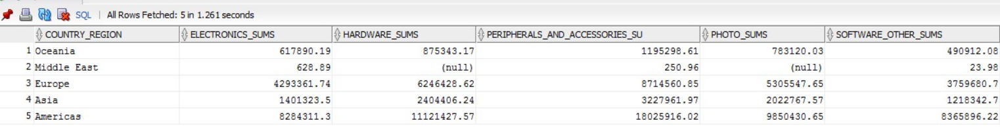 SQL | All Rows Fetched: 5 in 1.261 seconds
COUNTRY_REGION ELECTRONICS_SUMS HARDWARE_SUMS PERIPHERALS_AND_ACCESSORIES_SU PHOTO_SUMS SOFTWARE_OTHER_SUMS
1 Oceania 617890.19 875343.17 1195298.61 783120.03 490912.08
2 Middle East 628.89 (null) 250.96 (null) 23.98
3 Europe 4293361.74 6246428.62 8714560.85 5305547.65 3759680.7
4 Asia 1401323.5 2404406.24 3227961.97 2022767.57 1218342.7
5 Americas 8284311.3 11121427.57 18025916.02 9850430.65 8365896.22